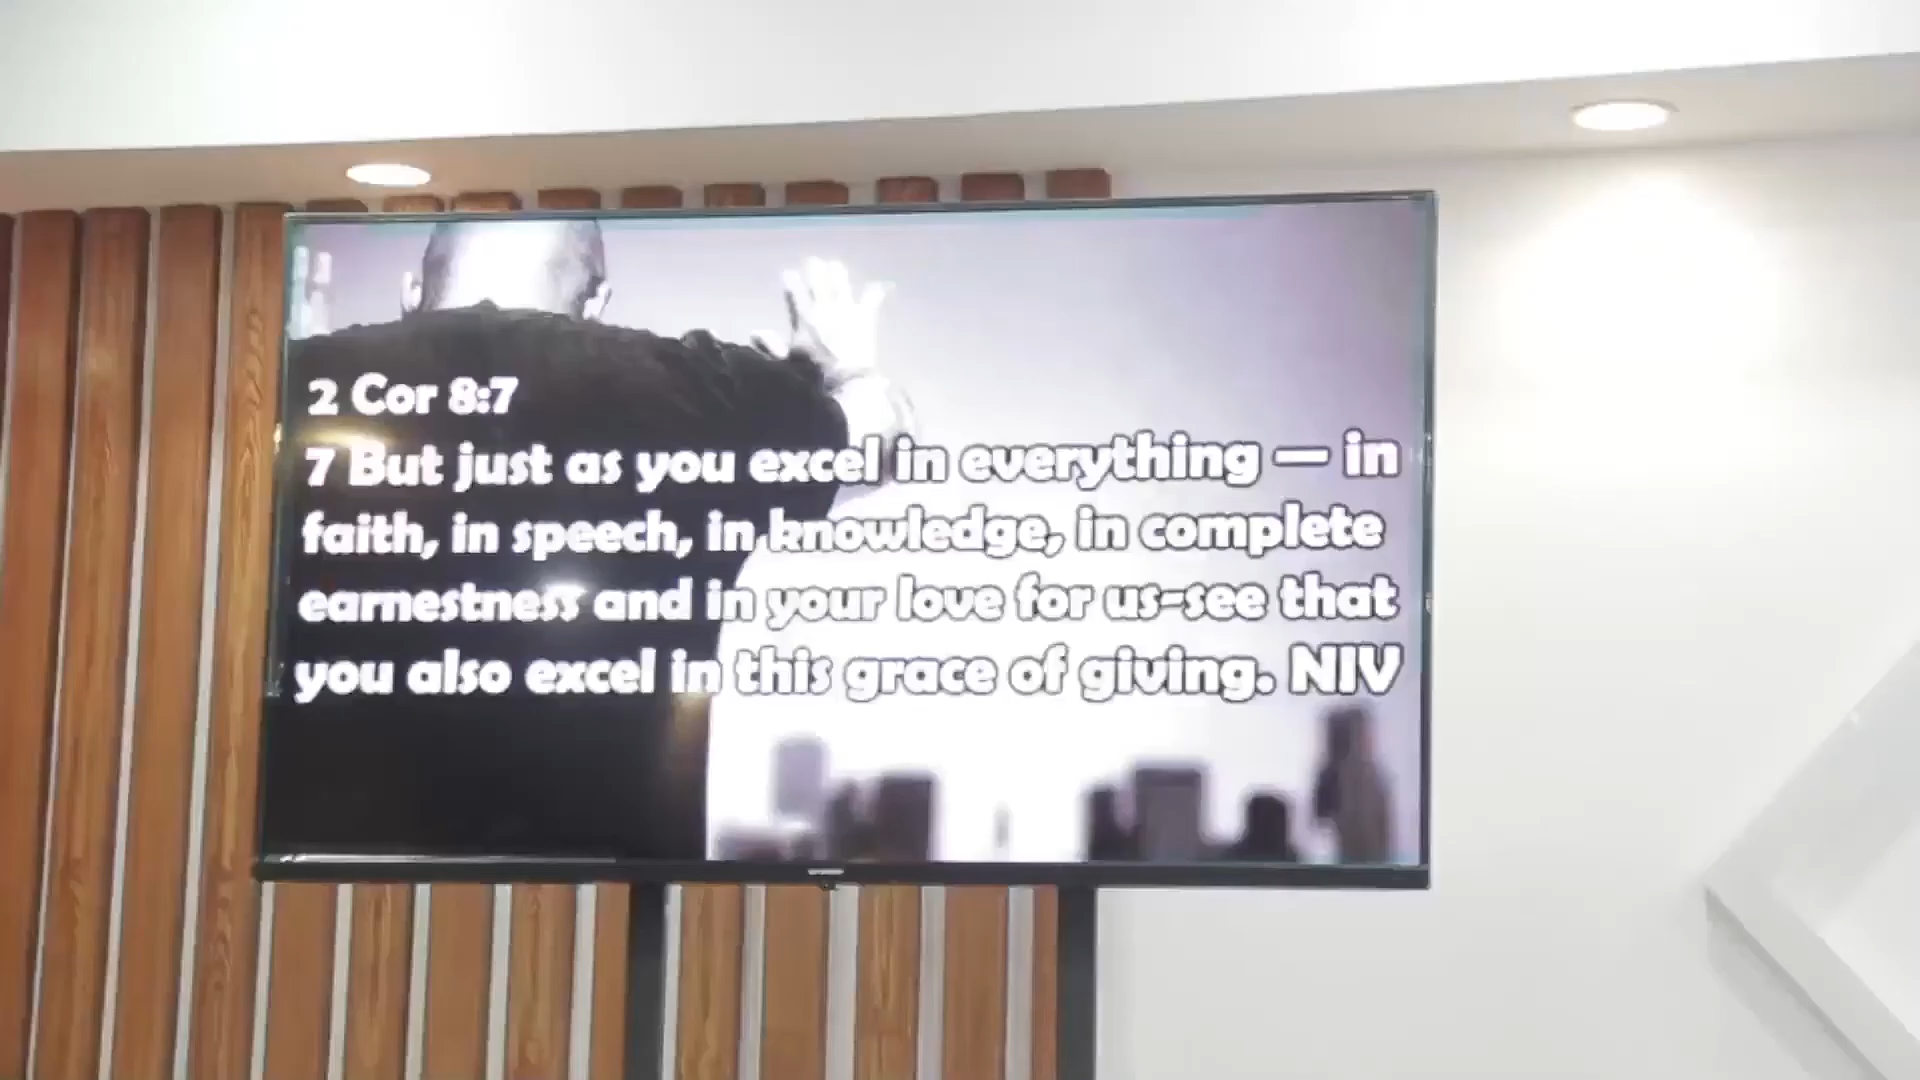 2 Cor 8:7
7 But just as you excel in everything — in
faith, in speech, in knowledge, in complete
earnestness and in your love for us-see that
you also excel in this grace of giving. NIV